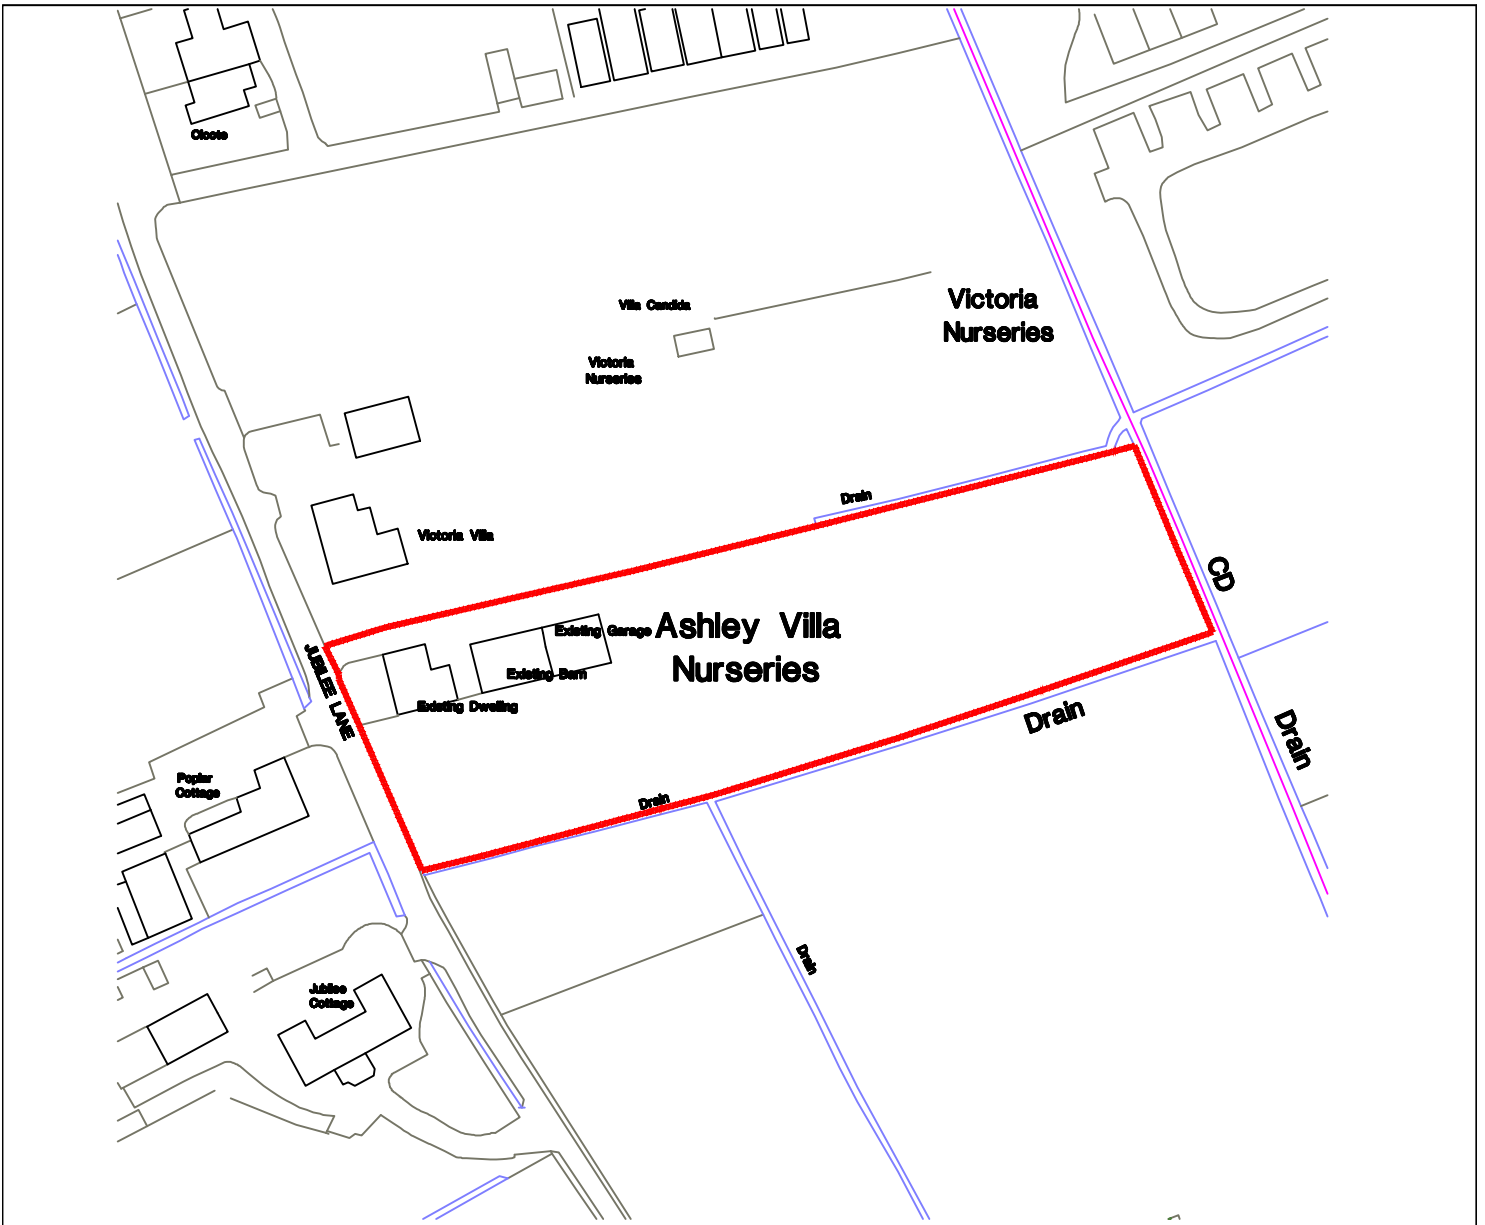 Cicote
Villa Candida
Victoria
Nurseries
Victoria
Nurseries
Drain
Victoria Villa
CD
Existing Garage
Ashley Villa
Nurseries
Existing Barn
Existing Dwelling
JUBILEE LANE
Drain
Drain
Poplar
Cottage
Drain
Drain
Jubilee
Cottage